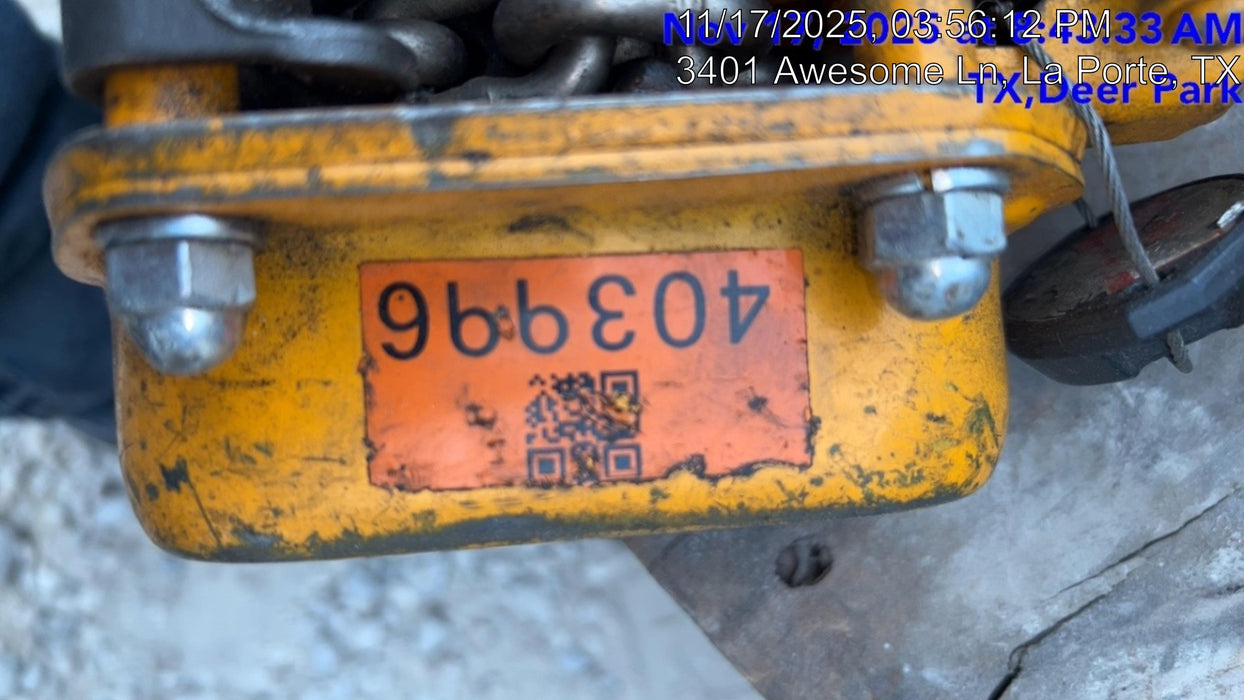 11/17/2025, 03:56:12 PM
3401 Awesome Ln, La Porte, TX
TX,Deer Park
403996